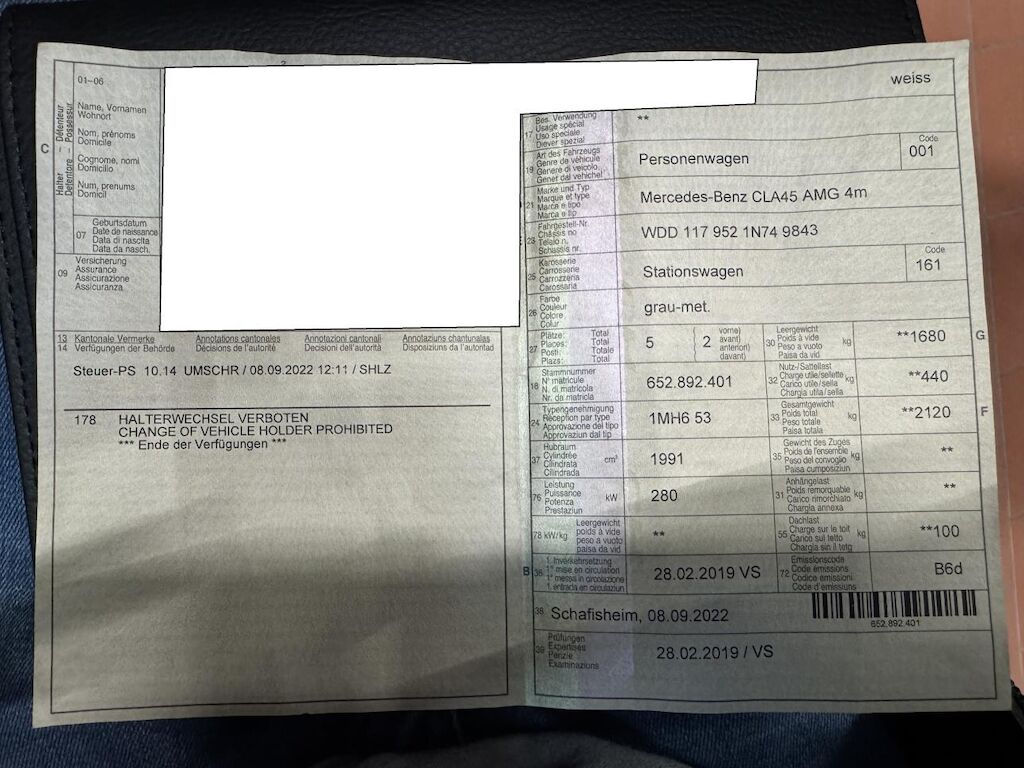 01–06
Name, Vornamen
Wohnort
Nom, prénoms
Domicile
Cognome, nomi
Domicilio
Num, prenums
Domicil
C
Halter – Détenteur
Detentore – Possessur
07
Geburtsdatum
Date de naissance
Data di nascita
Data da nasch.
09
Versicherung
Assurance
Assicurazione
Assicuranza
13 Kantonale Vermerke Annotations cantonales Annotazioni cantonali Annotaziuns chantunalas
14 Verfügungen der Behörde Décisions de l'autorité Decisioni dell'autorità Disposiziuns da l'autoritad
Steuer-PS 10.14 UMSCHR / 08.09.2022 12:11 / SHLZ
178 HALTERWECHSEL VERBOTEN
CHANGE OF VEHICLE HOLDER PROHIBITED
*** Ende der Verfügungen ***
weiss
17
Bes. Verwendung
Usage spécial
Uso speciale
Diever spezial
**
19
Art des Fahrzeugs
Genre de véhicule
Genere di veicolo
Gener dal vehichel
Personenwagen
Code
001
21
Marke und Typ
Marque et type
Marca e tipo
Marca e tip
Mercedes-Benz CLA45 AMG 4m
E
23
Fahrgestell-Nr.
Châssis no
Telaio n.
Schassis nr.
WDD 117 952 1N74 9843
25
Karosserie
Carrosserie
Carrozzeria
Carossaria
Stationswagen
Code
161
26
Farbe
Couleur
Colore
Colur
grau-met.
27
Plätze: Total
Places: Total
Posti: Totale
Plazs: Total
5
( 2
vorne)
avant)
anteriori)
davant)
30
Leergewicht
Poids à vide
Peso a vuoto
Paisa da vid
kg
**1680
G
18
Stammnummer
N° matricule
N. di matricola
Nr. da matricla
652.892.401
32
Nutz-/Sattellast
Charge utile/sellette
Carico utile/sella
Chargia utila/sella
kg
**440
24
Typengenehmigung
Réception par type
Approvazione del tipo
Approvaziun dal tip
1MH6 53
33
Gesamtgewicht
Poids total
Peso totale
Paisa totala
kg
**2120
F
37
Hubraum
Cylindrée
Cilindrata
Cilindrada
cm³
1991
35
Gewicht des Zuges
Poids de l'ensemble
Peso del convoglio
Paisa cumposiziun
kg
**
76
Leistung
Puissance
Potenza
Prestaziun
kW
280
31
Anhängelast
Poids remorquable
Carico rimorchiato
Chargia annexa
kg
**
78 kW/kg
Leergewicht
poids à vide
peso a vuoto
paisa da vid
**
55
Dachlast
Charge sur le toit
Carico sul tetto
Chargia sin il tetg
kg
**100
B
36
1. Inverkehrsetzung
1re mise en circulation
1a messa in circolazione
1. entrada en circulaziun
28.02.2019 VS
72
Emissionscode
Code émissions
Codice emissioni
Code d'emissiuns
B6d
38 Schafisheim, 08.09.2022
652.892.401
39
Prüfungen
Expertises
Perizie
Examinaziuns
28.02.2019 / VS